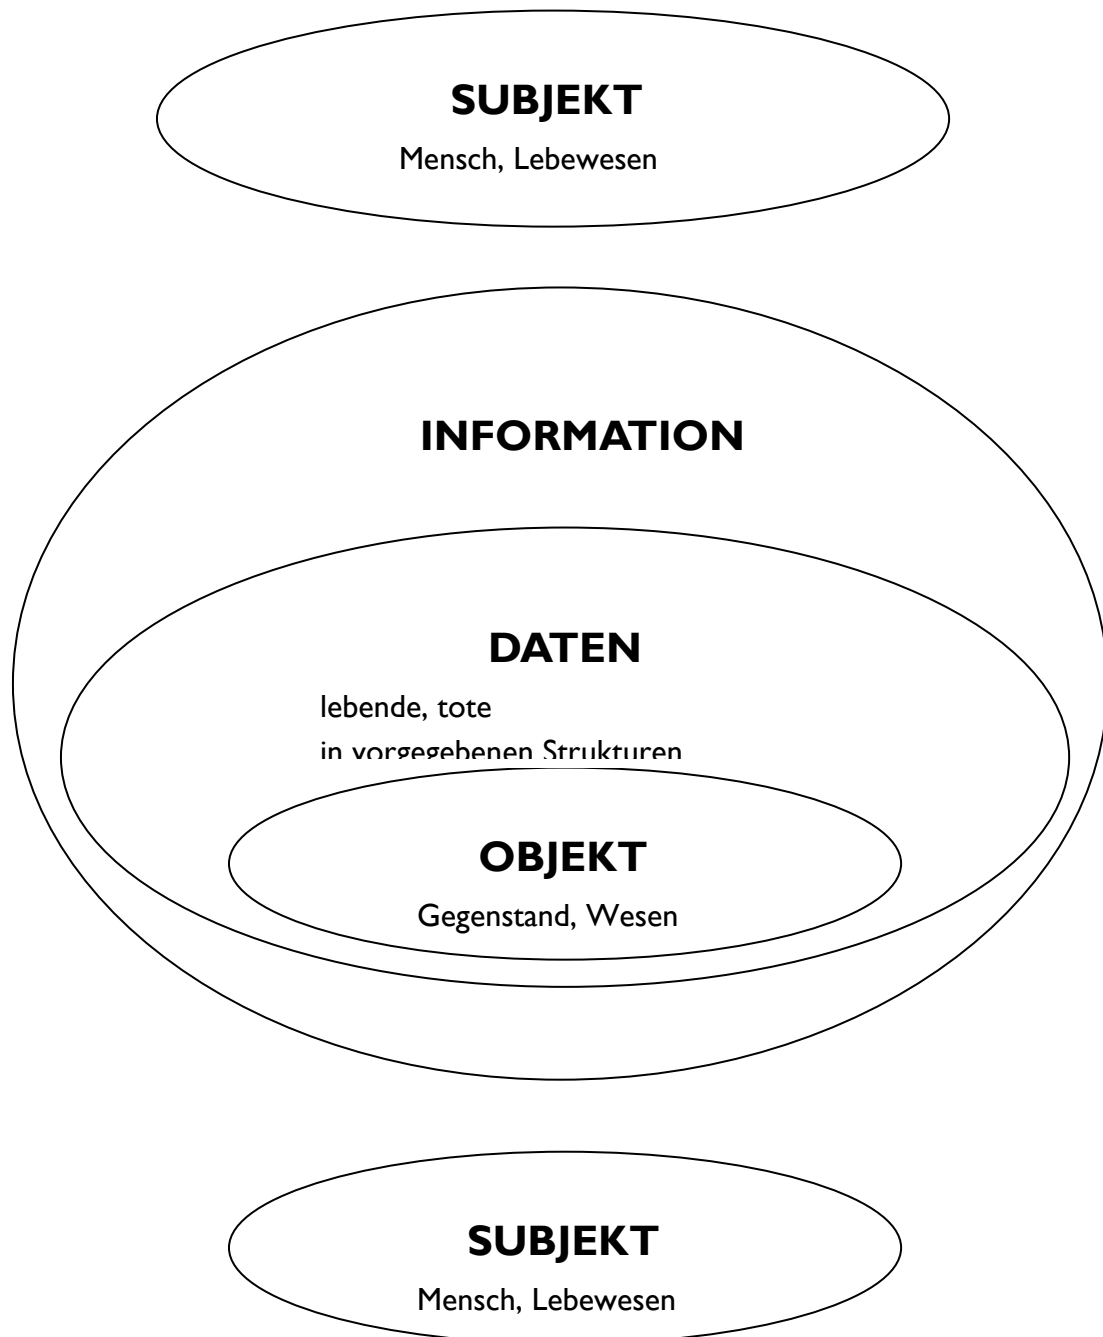 SUBJEKT
Mensch, Lebewesen
INFORMATION
DATEN
lebende, tote
in vorgegebenen Strukturen
OBJEKT
Gegenstand, Wesen
SUBJEKT
Mensch, Lebewesen